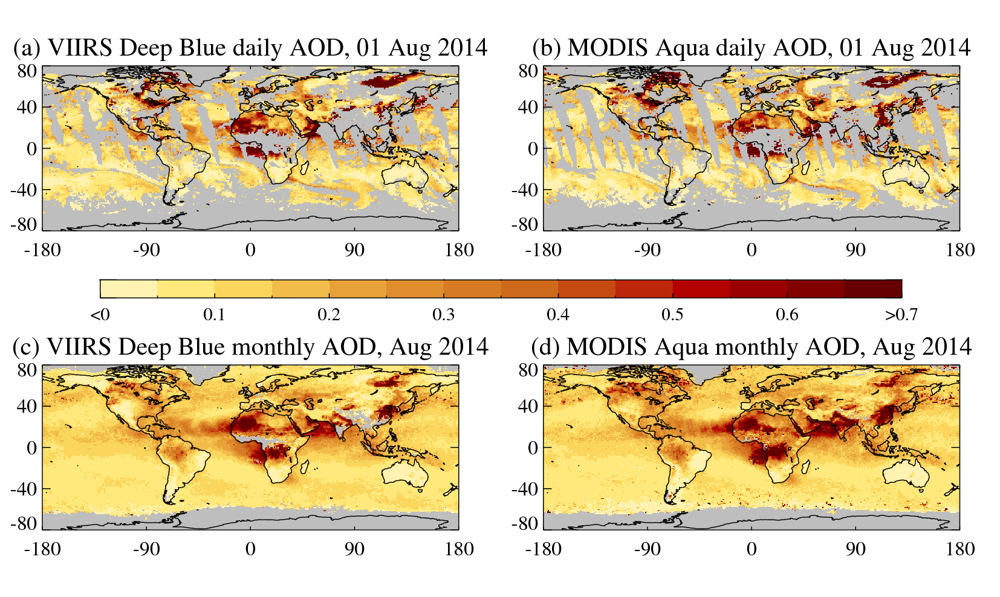 (a) VIIRS Deep Blue daily AOD, 01 Aug 2014
(b) MODIS Aqua daily AOD, 01 Aug 2014
80
40
0
-40
-80
-180 -90 0 90 180
80
40
0
-40
-80
-180 -90 0 90 180
<0 0.1 0.2 0.3 0.4 0.5 0.6 >0.7
(c) VIIRS Deep Blue monthly AOD, Aug 2014
(d) MODIS Aqua monthly AOD, Aug 2014
80
40
0
-40
-80
-180 -90 0 90 180
80
40
0
-40
-80
-180 -90 0 90 180